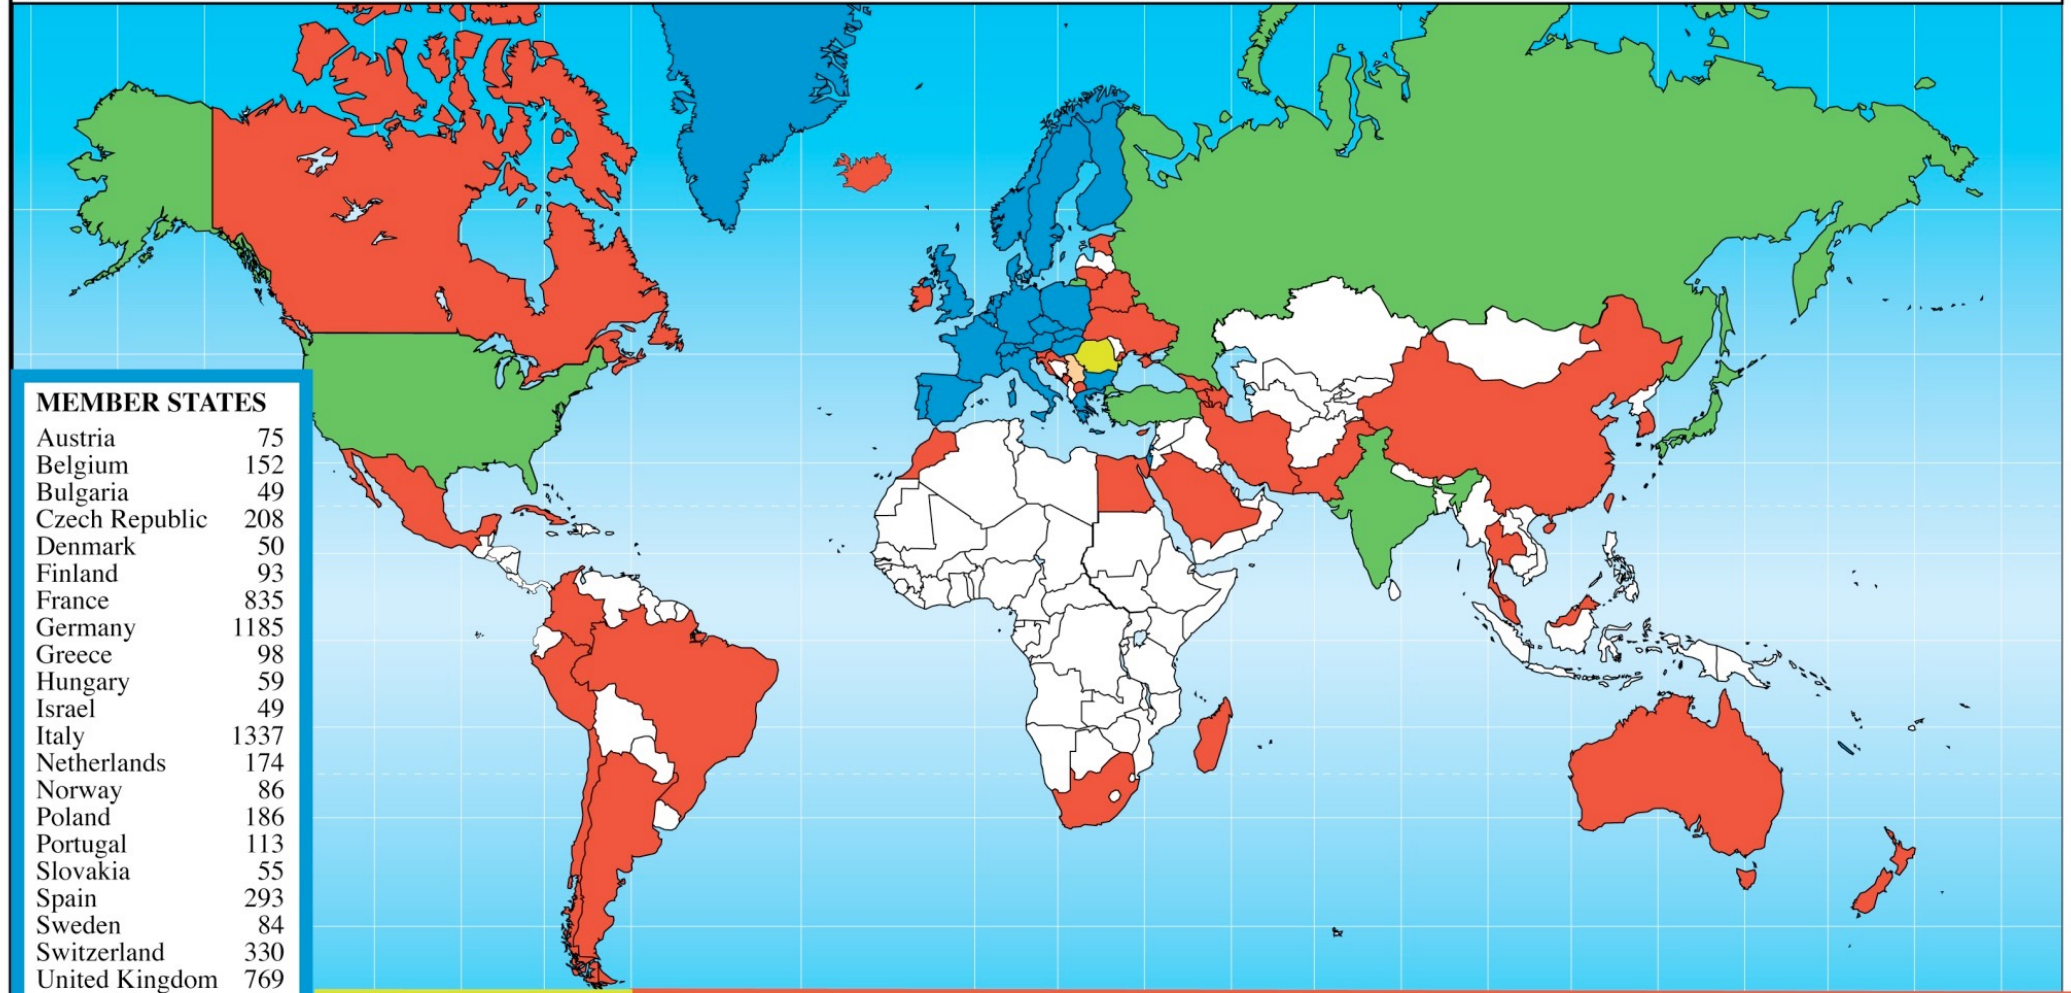 MEMBER STATES
Austria 75
Belgium 152
Bulgaria 49
Czech Republic 208
Denmark 50
Finland 93
France 835
Germany 1185
Greece 98
Hungary 59
Israel 49
Italy 1337
Netherlands 174
Norway 86
Poland 186
Portugal 113
Slovakia 55
Spain 293
Sweden 84
Switzerland 330
United Kingdom 769